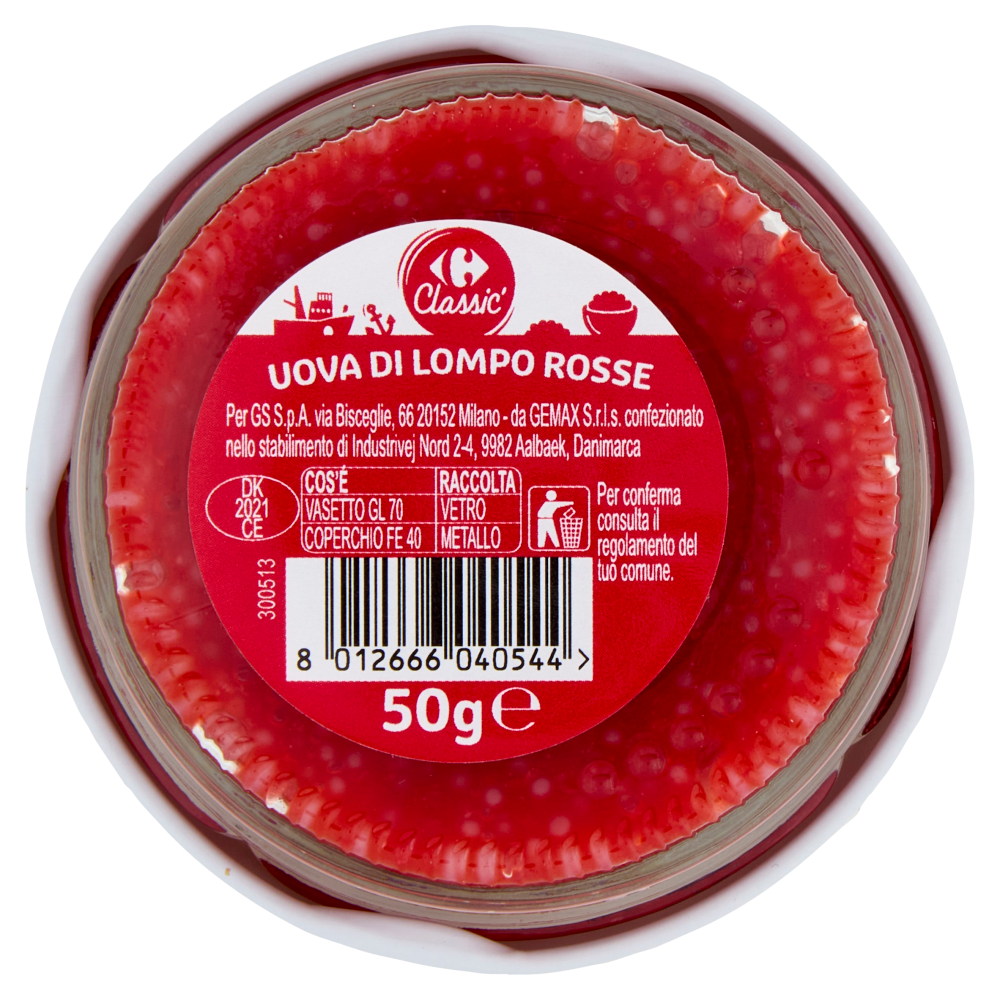 Classic'
UOVA DI LOMPO ROSSE
Per GS S.p.A. via Bisceglie, 66 20152 Milano - da GEMAX S.r.l.s. confezionato
nello stabilimento di Industrivej Nord 2-4, 9982 Aalbaek, Danimarca
DK
2021
CE
COS'É RACCOLTA
VASETTO GL 70 VETRO
COPERCHIO FE 40 METALLO
Per conferma
consulta il
regolamento del
tuo comune.
300513
8 012666 040544 >
50g ℮